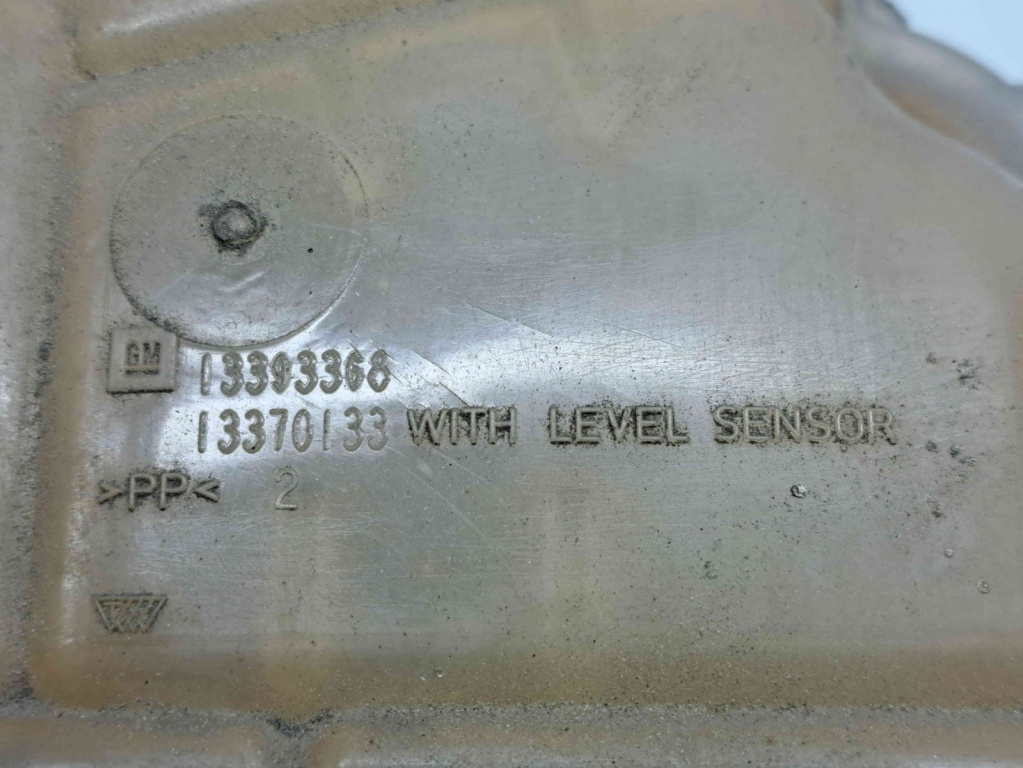 GM 13393368
13370133 WITH LEVEL SENSOR
>PP< 2